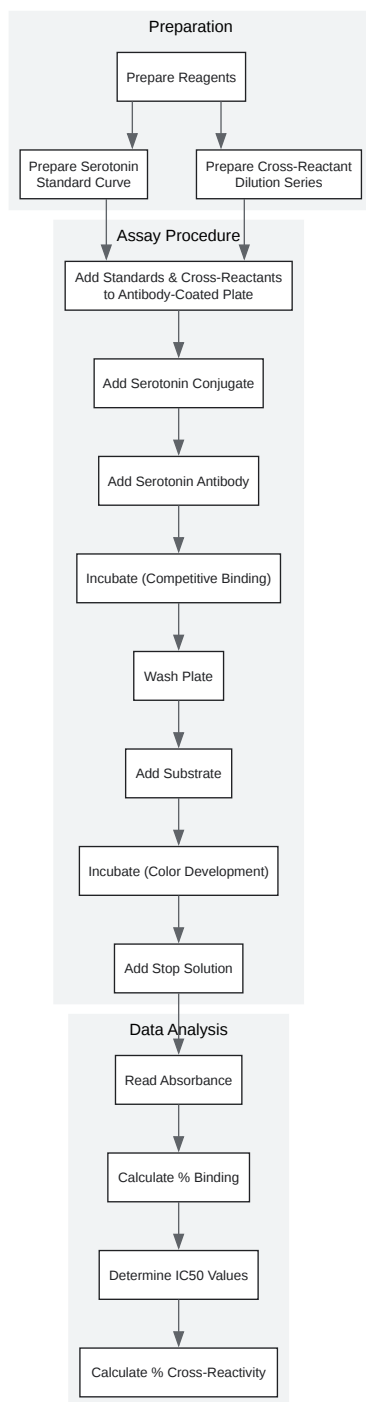 Preparation
Prepare Reagents
Prepare Serotonin
Standard Curve
Prepare Cross-Reactant
Dilution Series
Assay Procedure
Add Standards & Cross-Reactants
to Antibody-Coated Plate
Add Serotonin Conjugate
Add Serotonin Antibody
Incubate (Competitive Binding)
Wash Plate
Add Substrate
Incubate (Color Development)
Add Stop Solution
Data Analysis
Read Absorbance
Calculate % Binding
Determine IC50 Values
Calculate % Cross-Reactivity